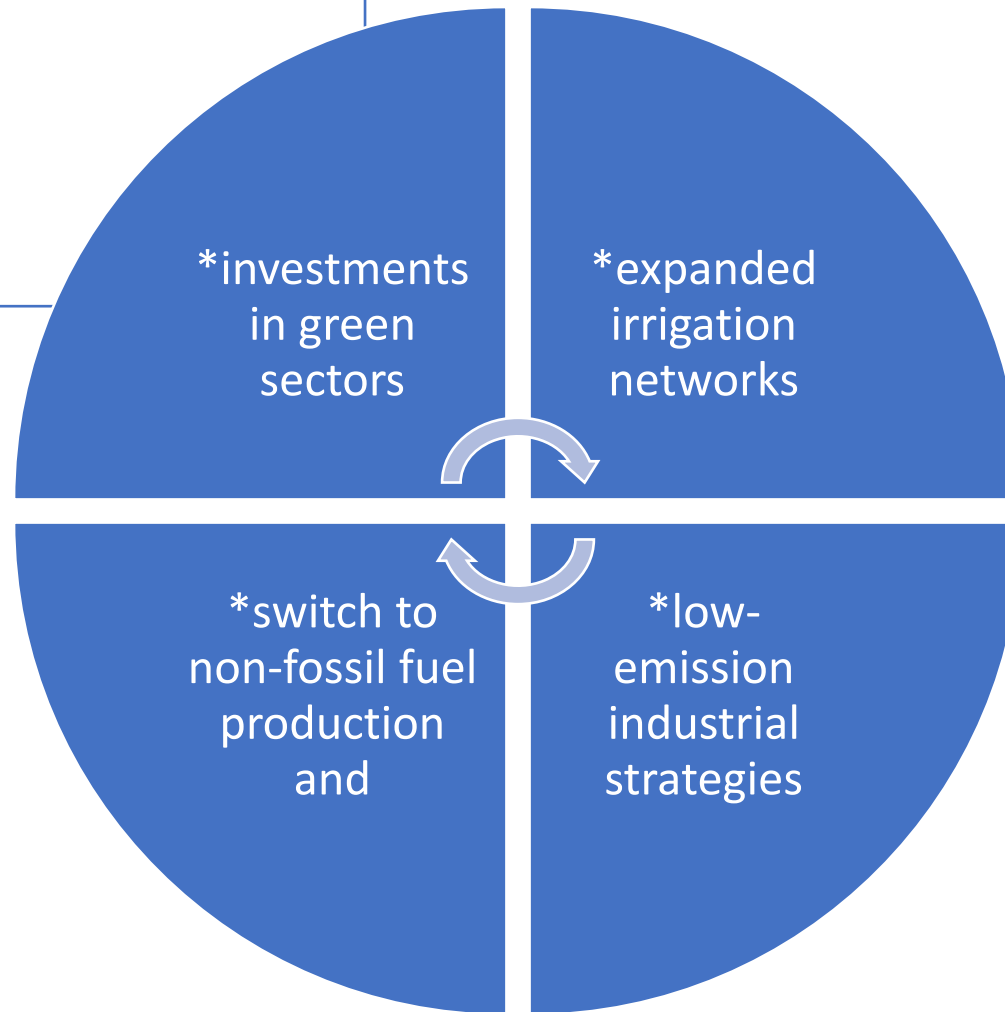 *investments
in green
sectors
*expanded
irrigation
networks
*switch to
non-fossil fuel
production
and
*low-
emission
industrial
strategies